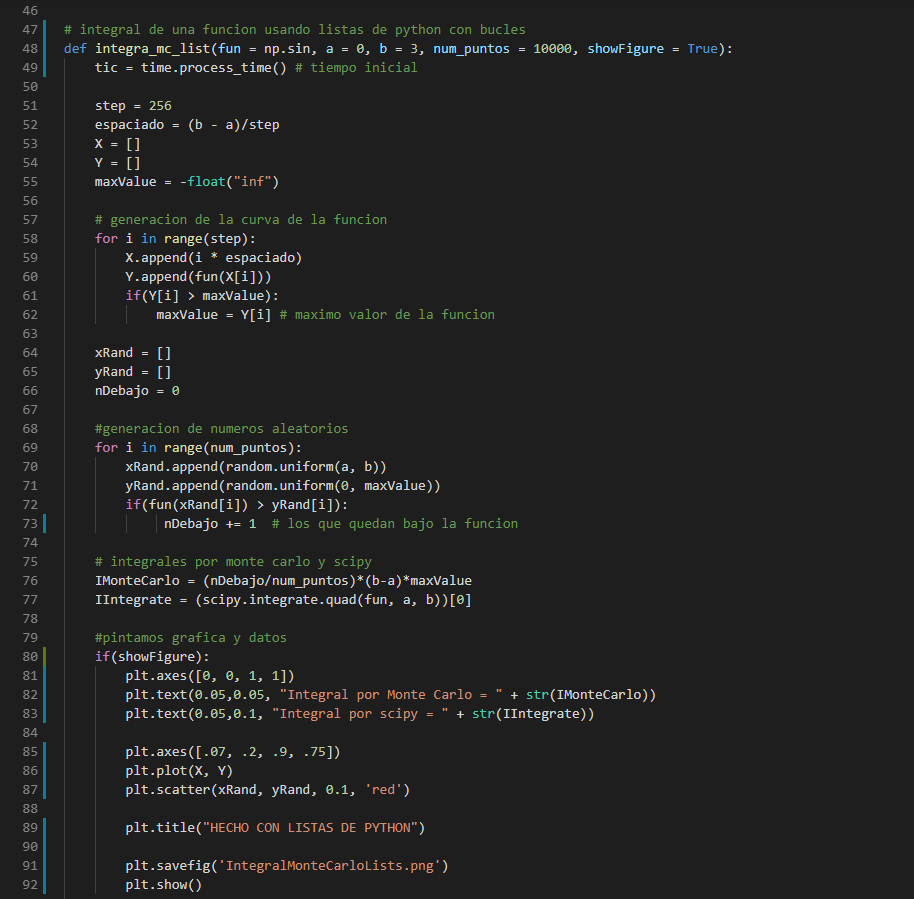 46
47 # integral de una funcion usando listas de python con bucles
48 def integra_mc_list(fun = np.sin, a = 0, b = 3, num_puntos = 10000, showFigure = True):
49     tic = time.process_time() # tiempo inicial
50
51     step = 256
52     espaciado = (b - a)/step
53     X = []
54     Y = []
55     maxValue = -float("inf")
56
57     # generacion de la curva de la funcion
58     for i in range(step):
59         X.append(i * espaciado)
60         Y.append(fun(X[i]))
61         if(Y[i] > maxValue):
62             maxValue = Y[i] # maximo valor de la funcion
63
64     xRand = []
65     yRand = []
66     nDebajo = 0
67
68     #generacion de numeros aleatorios
69     for i in range(num_puntos):
70         xRand.append(random.uniform(a, b))
71         yRand.append(random.uniform(0, maxValue))
72         if(fun(xRand[i]) > yRand[i]):
73              nDebajo += 1  # los que quedan bajo la funcion
74
75     # integrales por monte carlo y scipy
76     IMonteCarlo = (nDebajo/num_puntos)*(b-a)*maxValue
77     IIntegrate = (scipy.integrate.quad(fun, a, b))[0]
78
79     #pintamos grafica y datos
80     if(showFigure):
81         plt.axes([0, 0, 1, 1])
82         plt.text(0.05,0.05, "Integral por Monte Carlo = " + str(IMonteCarlo))
83         plt.text(0.05,0.1, "Integral por scipy = " + str(IIntegrate))
84
85         plt.axes([.07, .2, .9, .75])
86         plt.plot(X, Y)
87         plt.scatter(xRand, yRand, 0.1, 'red')
88
89         plt.title("HECHO CON LISTAS DE PYTHON")
90
91         plt.savefig('IntegralMonteCarloLists.png')
92         plt.show()